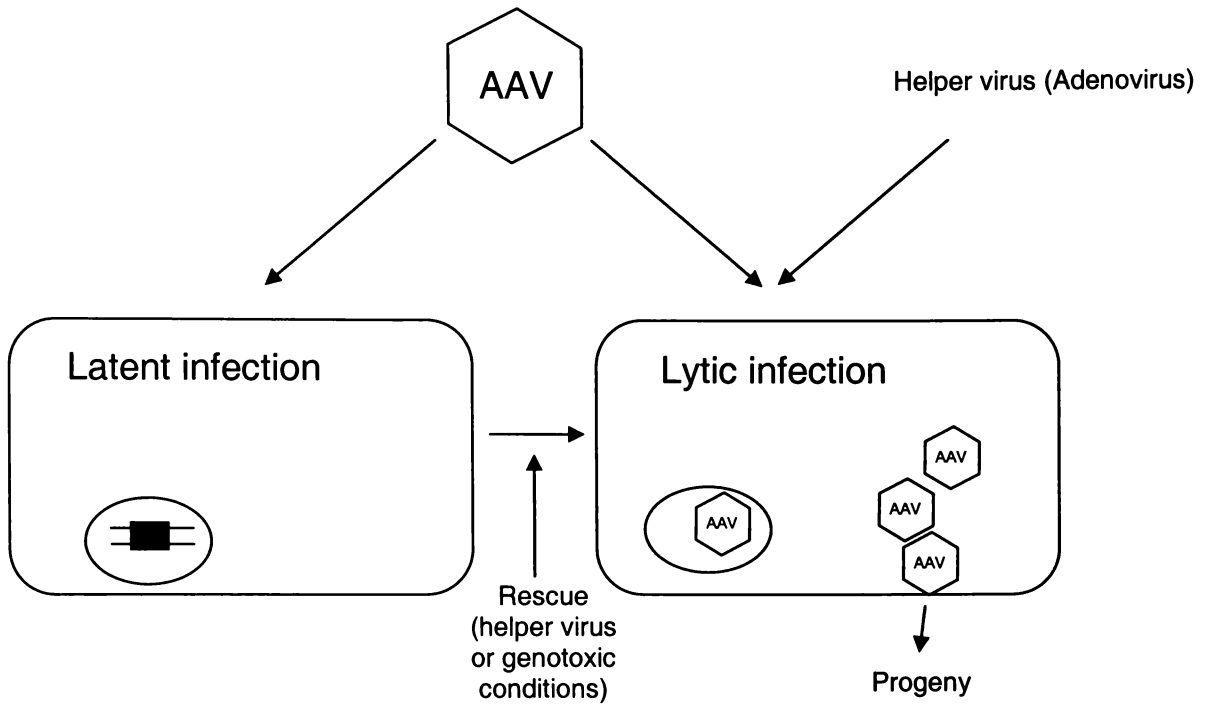 AAV
Helper virus (Adenovirus)
Latent infection
Lytic infection
AAV
AAV
AAV
AAV
Rescue
(helper virus
or genotoxic
conditions)
Progeny